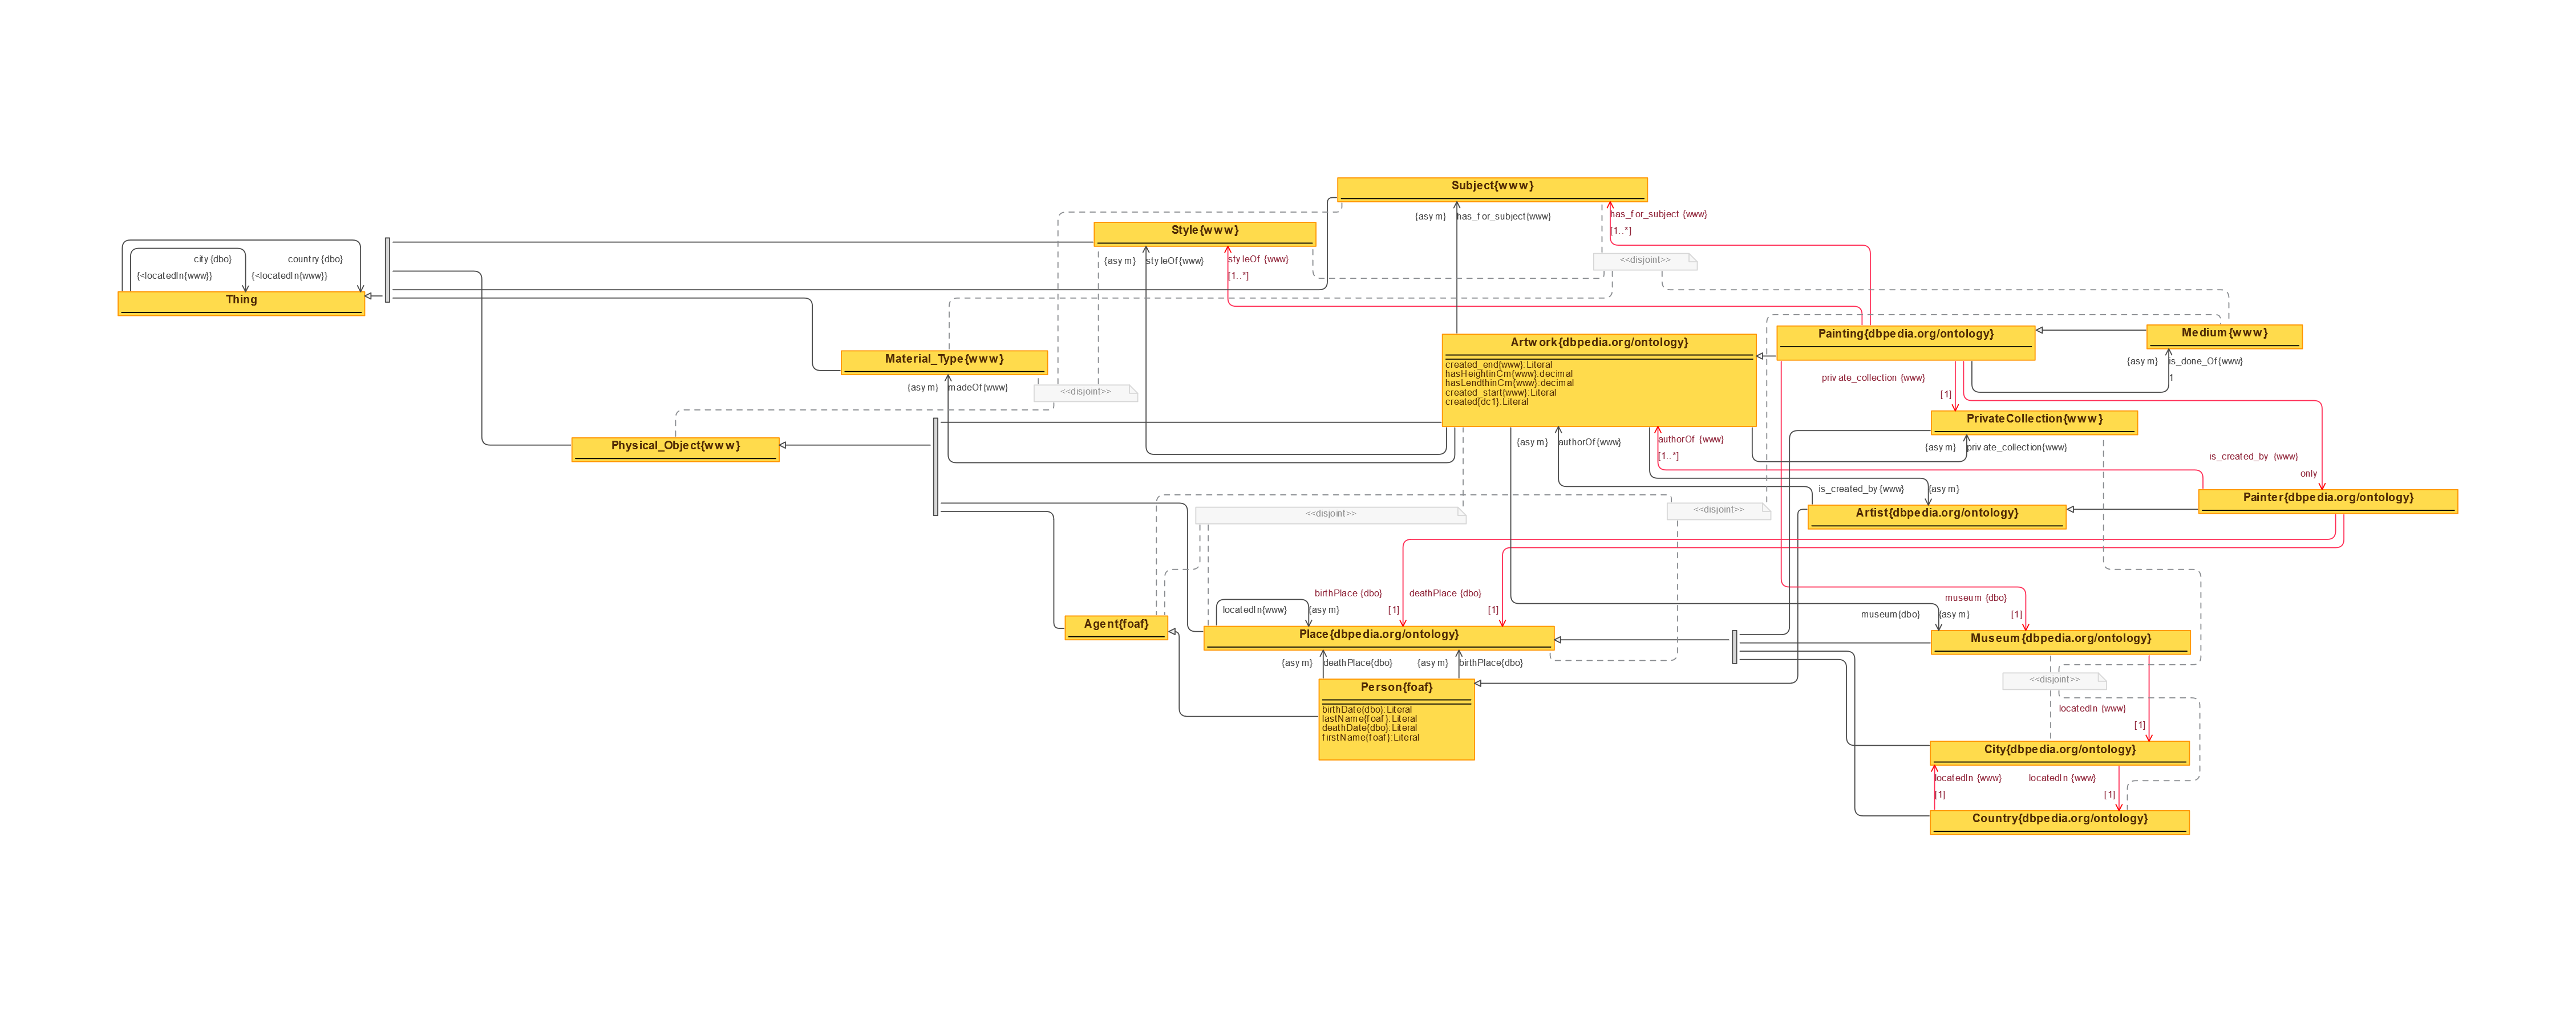 Subject{www}
{asym} has_for_subject{www}
has_for_subject {www}
[1..*]
Style{www}
{asym} styleOf{www}
styleOf {www}
[1..*]
<<disjoint>>
city{dbo}
{<locatedIn{www}}
country{dbo}
{<locatedIn{www}}
Thing
Material_Type{www}
{asym} madeOf{www}
<<disjoint>>
Artwork{dbpedia.org/ontology}
created_end{www}:Literal
hasHeightinCm{www}:decimal
hasLendthinCm{www}:decimal
created_start{www}:Literal
created{dc1}:Literal
Painting{dbpedia.org/ontology}
Medium{www}
{asym} is_done_Of{www}
1
private_collection {www}
[1]
PrivateCollection{www}
{asym} private_collection{www}
Physical_Object{www}
{asym} authorOf{www}
authorOf {www}
[1..*]
is_created_by {www}
only
is_created_by{www} {asym}
Painter{dbpedia.org/ontology}
<<disjoint>>
<<disjoint>>
Artist{dbpedia.org/ontology}
birthPlace {dbo}
[1]
deathPlace {dbo}
[1]
locatedIn{www} {asym}
museum {dbo}
[1]
museum{dbo} {asym}
Agent{foaf}
Place{dbpedia.org/ontology}
Museum{dbpedia.org/ontology}
{asym} deathPlace{dbo}
{asym} birthPlace{dbo}
Person{foaf}
birthDate{dbo}:Literal
lastName{foaf}:Literal
deathDate{dbo}:Literal
firstName{foaf}:Literal
<<disjoint>>
locatedIn {www}
[1]
City{dbpedia.org/ontology}
locatedIn {www}
[1]
locatedIn {www}
[1]
Country{dbpedia.org/ontology}